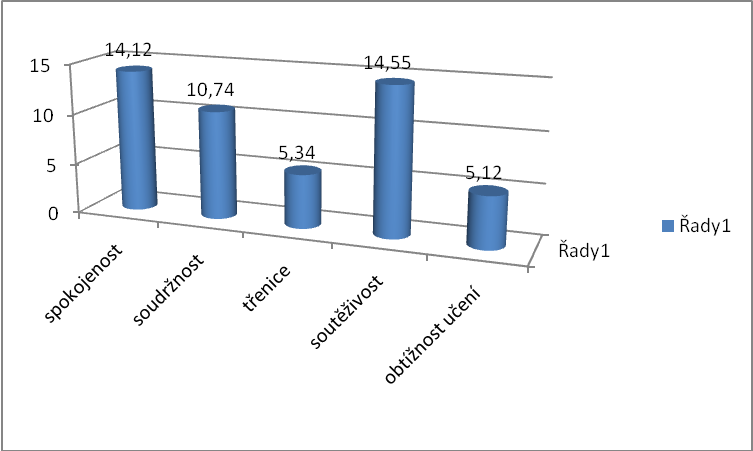 14,12
10,74
5,34
14,55
5,12
15
10
5
0
spokojenost
soudržnost
třenice
soutěživost
obtížnost učení
Řady1
Řady1